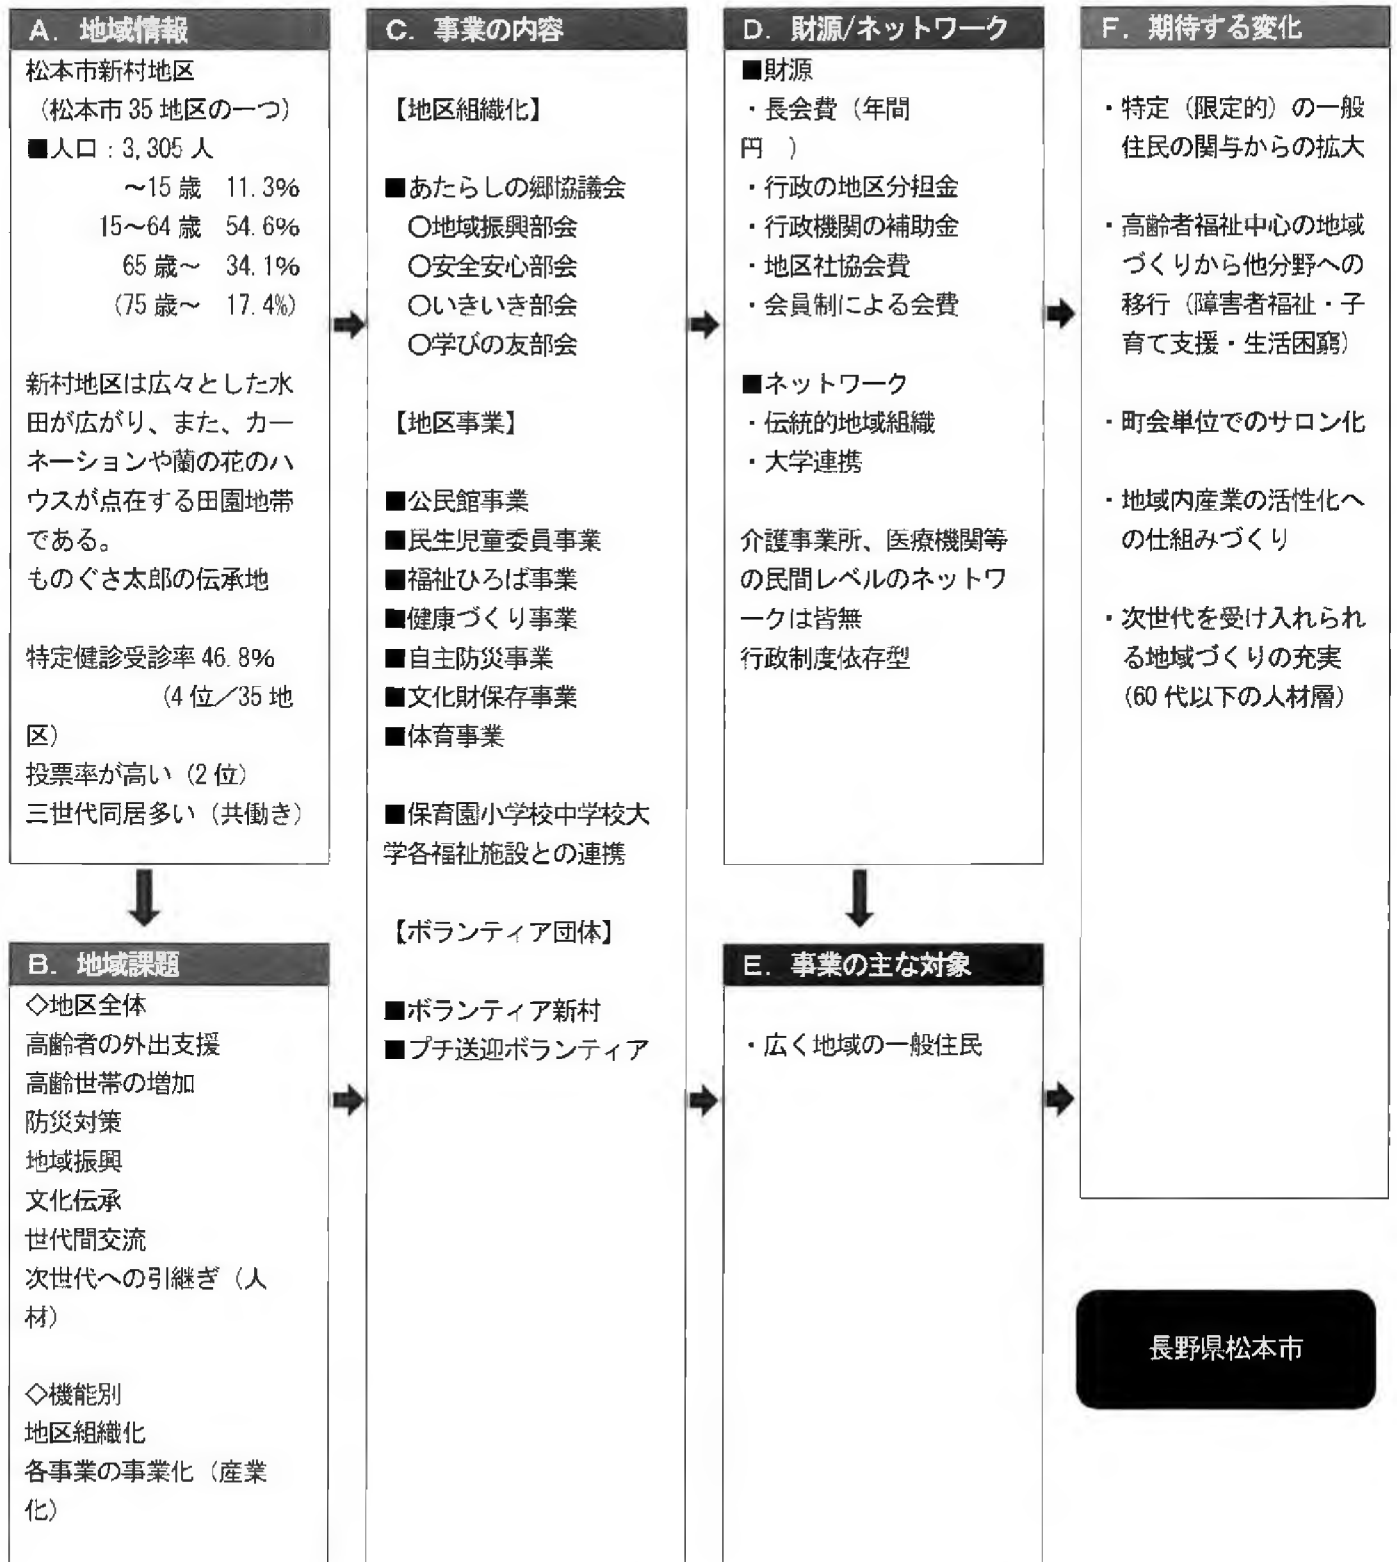 A．地域情報
松本市新村地区
（松本市 35 地区の一つ）
■人口：3,305 人
～15 歳　11.3%
15～64 歳　54.6%
65 歳～　34.1%
(75 歳～　17.4%)
新村地区は広々とした水
田が広がり、また、カー
ネーションや蘭の花のハ
ウスが点在する田園地帯
である。
ものぐさ太郎の伝承地
特定健診受診率 46.8%
（4 位／35 地
区）
投票率が高い（2 位）
三世代同居多い（共働き）
B．地域課題
◇地区全体
高齢者の外出支援
高齢世帯の増加
防災対策
地域振興
文化伝承
世代間交流
次世代への引継ぎ（人
材）
◇機能別
地区組織化
各事業の事業化（産業
化）
C．事業の内容
【地区組織化】
■あたらしの郷協議会
○地域振興部会
○安全安心部会
○いきいき部会
○学びの友部会
【地区事業】
■公民館事業
■民生児童委員事業
■福祉ひろば事業
■健康づくり事業
■自主防災事業
■文化財保存事業
■体育事業
■保育園小学校中学校大
学各福祉施設との連携
【ボランティア団体】
■ボランティア新村
■プチ送迎ボランティア
D．財源/ネットワーク
■財源
・長会費（年間
円　）
・行政の地区分担金
・行政機関の補助金
・地区社協会費
・会員制による会費
■ネットワーク
・伝統的地域組織
・大学連携
介護事業所、医療機関等
の民間レベルのネットワ
ークは皆無
行政制度依存型
E．事業の主な対象
・広く地域の一般住民
F．期待する変化
・特定（限定的）の一般
住民の関与からの拡大
・高齢者福祉中心の地域
づくりから他分野への
移行（障害者福祉・子
育て支援・生活困窮）
・町会単位でのサロン化
・地域内産業の活性化へ
の仕組みづくり
・次世代を受け入れられ
る地域づくりの充実
（60 代以下の人材層）
長野県松本市